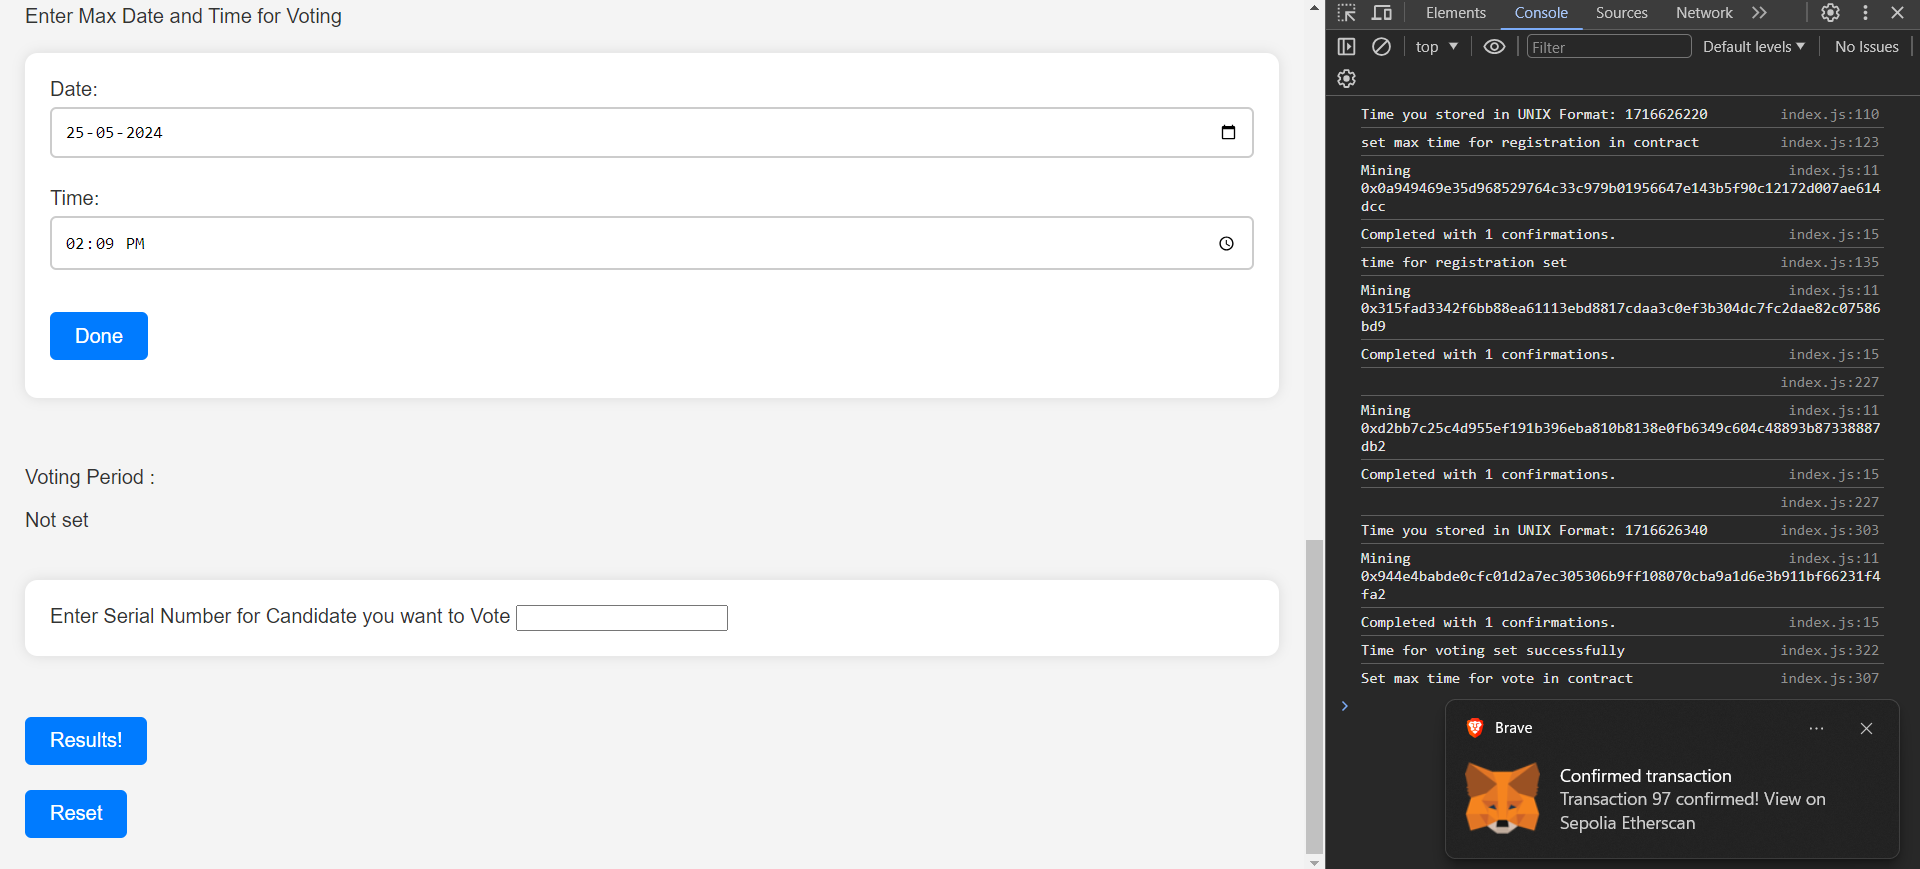 Enter Max Date and Time for Voting
Date:
25-05-2024
Time:
02:09 PM
Done
Voting Period :
Not set
Enter Serial Number for Candidate you want to Vote
Results!
Reset
Elements Console Sources Network
top Filter Default levels No Issues
Time you stored in UNIX Format: 1716626220 index.js:110
set max time for registration in contract index.js:123
Mining index.js:11
0x0a949469e35d968529764c33c979b01956647e143b5f90c12172d007ae614
dcc
Completed with 1 confirmations. index.js:15
time for registration set index.js:135
Mining index.js:11
0x315fad3342f6bb88ea61113ebd8817cdaa3c0ef3b304dc7fc2dae82c07586
bd9
Completed with 1 confirmations. index.js:15
index.js:227
Mining index.js:11
0xd2bb7c25c4d955ef191b396eba810b8138e0fb6349c604c48893b87338887
db2
Completed with 1 confirmations. index.js:15
index.js:227
Time you stored in UNIX Format: 1716626340 index.js:303
Mining index.js:11
0x944e4babde0cfc01d2a7ec305306b9ff108070cba9a1d6e3b911bf66231f4
fa2
Completed with 1 confirmations. index.js:15
Time for voting set successfully index.js:322
Set max time for vote in contract index.js:307
Brave
Confirmed transaction
Transaction 97 confirmed! View on
Sepolia Etherscan